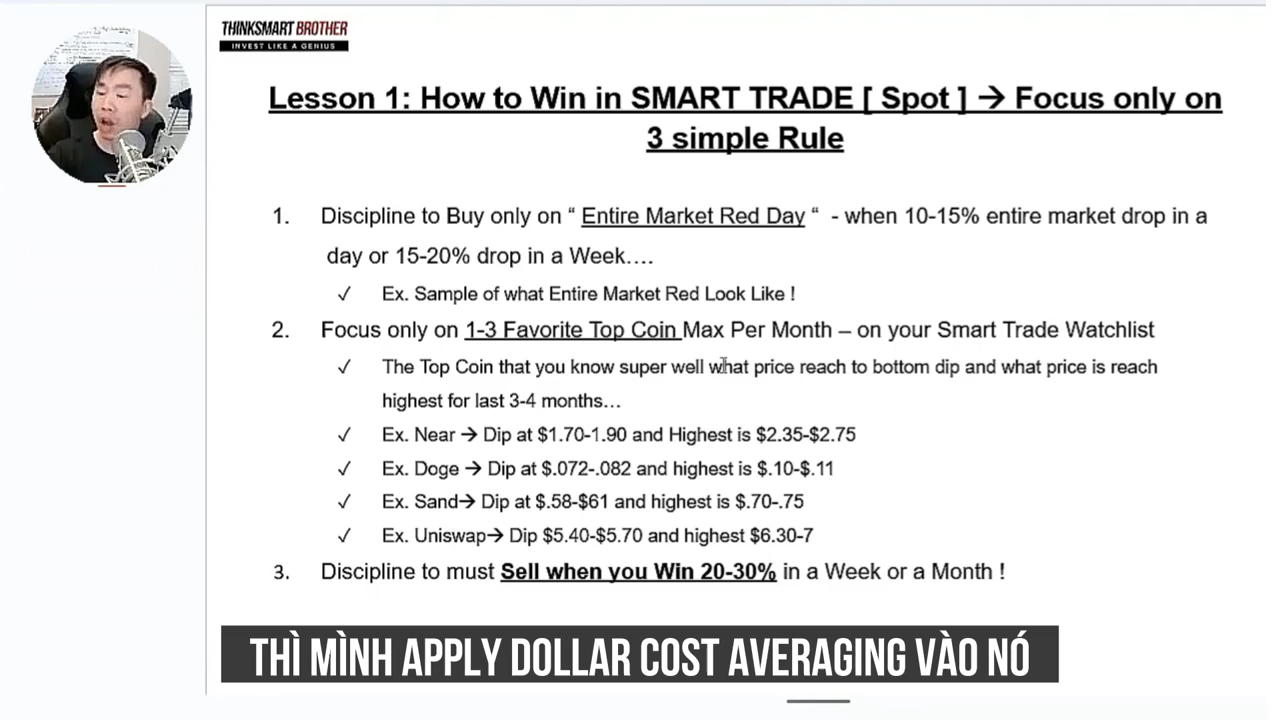 THINKSMART BROTHER
INVEST LIKE A GENIUS
Lesson 1: How to Win in SMART TRADE [ Spot ] → Focus only on
3 simple Rule
1. Discipline to Buy only on “ Entire Market Red Day “ - when 10-15% entire market drop in a
day or 15-20% drop in a Week….
✓ Ex. Sample of what Entire Market Red Look Like !
2. Focus only on 1-3 Favorite Top Coin Max Per Month – on your Smart Trade Watchlist
✓ The Top Coin that you know super well what price reach to bottom dip and what price is reach
highest for last 3-4 months…
✓ Ex. Near → Dip at $1.70-1.90 and Highest is $2.35-$2.75
✓ Ex. Doge → Dip at $.072-.082 and highest is $.10-$.11
✓ Ex. Sand→ Dip at $.58-$61 and highest is $.70-.75
✓ Ex. Uniswap→ Dip $5.40-$5.70 and highest $6.30-7
3. Discipline to must Sell when you Win 20-30% in a Week or a Month !
THÌ MÌNH APPLY DOLLAR COST AVERAGING VÀO NÓ